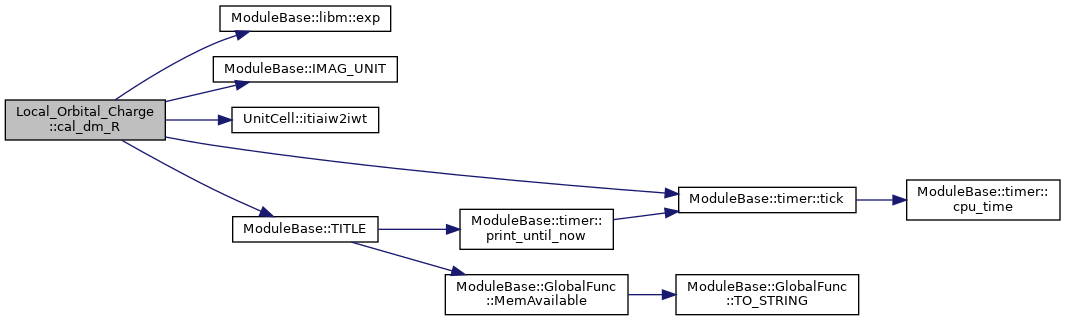 ModuleBase::libm::exp
ModuleBase::IMAG_UNIT
Local_Orbital_Charge
::cal_dm_R
UnitCell::itiaiw2iwt
ModuleBase::timer::tick
ModuleBase::timer::
cpu_time
ModuleBase::TITLE
ModuleBase::timer::
print_until_now
ModuleBase::GlobalFunc
::MemAvailable
ModuleBase::GlobalFunc
::TO_STRING